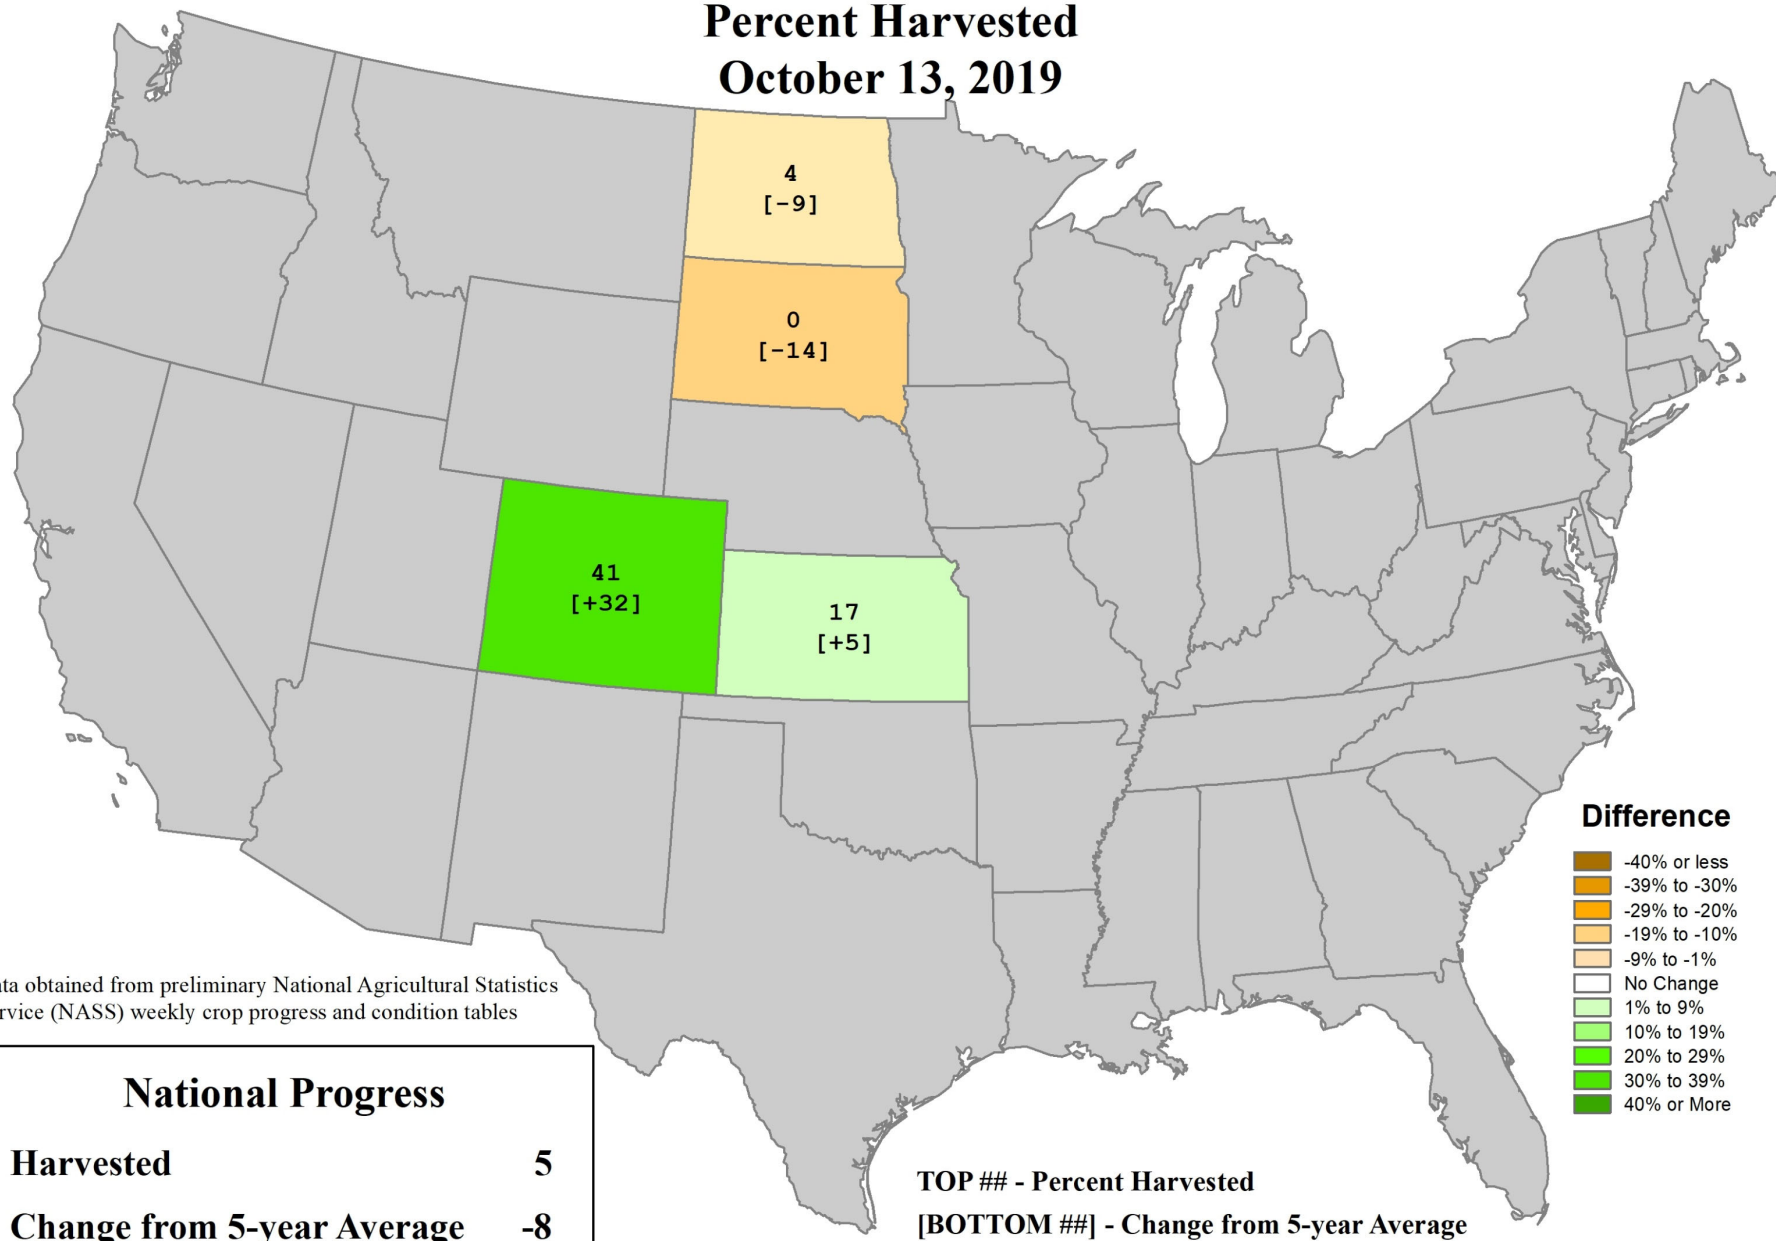 Percent Harvested
October 13, 2019
4
[-9]
0
[-14]
41
[+32]
17
[+5]
Difference
-40% or less
-39% to -30%
-29% to -20%
-19% to -10%
-9% to -1%
No Change
1% to 9%
10% to 19%
20% to 29%
30% to 39%
40% or More
ta obtained from preliminary National Agricultural Statistics
rvice (NASS) weekly crop progress and condition tables
National Progress
Harvested 5
Change from 5-year Average -8
TOP ## - Percent Harvested
[BOTTOM ##] - Change from 5-year Average